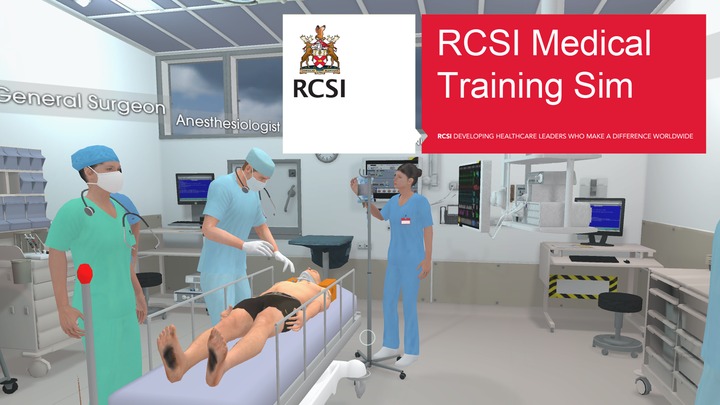 RCSI
RCSI Medical
Training Sim
RCSI DEVELOPING HEALTHCARE LEADERS WHO MAKE A DIFFERENCE WORLDWIDE
General Surgeon
Anesthesiologist